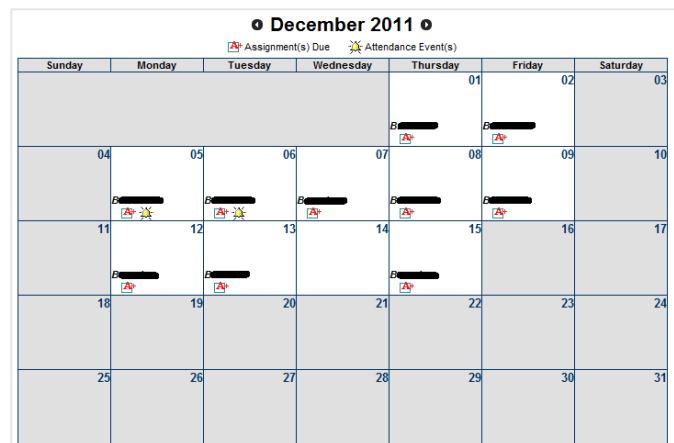 December 2011
A+ Assignment(s) Due Attendance Event(s)
Sunday Monday Tuesday Wednesday Thursday Friday Saturday
01 02 03
B B
A+ A+
04 05 06 07 08 09 10
B B B B B
A+ A+ A+ A+ A+
11 12 13 14 15 16 17
B B B
A+ A+ A+
18 19 20 21 22 23 24
25 26 27 28 29 30 31